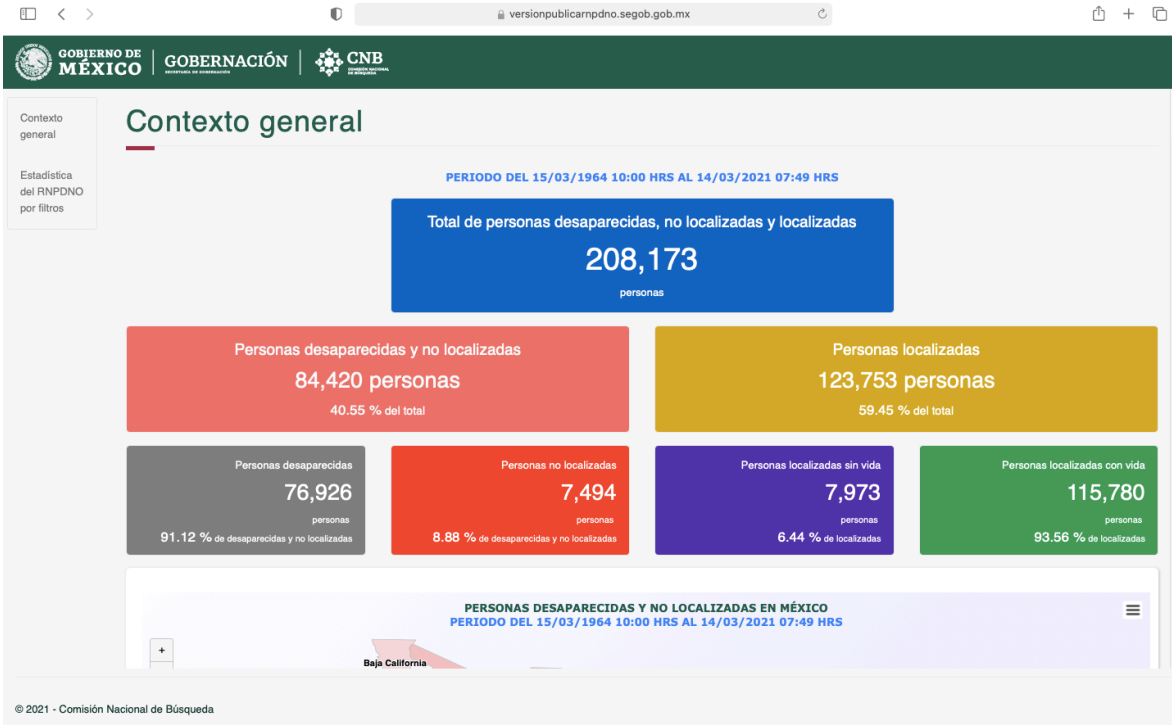 versionpublicarnpdno.segob.gob.mx
GOBIERNO DE
MÉXICO
GOBERNACIÓN
SECRETARÍA DE GOBERNACIÓN
CNB
COMISIÓN NACIONAL
DE BÚSQUEDA
Contexto
general
Estadística
del RNPDNO
por filtros
Contexto general
PERIODO DEL 15/03/1964 10:00 HRS AL 14/03/2021 07:49 HRS
Total de personas desaparecidas, no localizadas y localizadas
208,173
personas
Personas desaparecidas y no localizadas
84,420 personas
40.55 % del total
Personas localizadas
123,753 personas
59.45 % del total
Personas desaparecidas
76,926
personas
91.12 % de desaparecidas y no localizadas
Personas no localizadas
7,494
personas
8.88 % de desaparecidas y no localizadas
Personas localizadas sin vida
7,973
personas
6.44 % de localizadas
Personas localizadas con vida
115,780
personas
93.56 % de localizadas
PERSONAS DESAPARECIDAS Y NO LOCALIZADAS EN MÉXICO
PERIODO DEL 15/03/1964 10:00 HRS AL 14/03/2021 07:49 HRS
+
Baja California
© 2021 - Comisión Nacional de Búsqueda